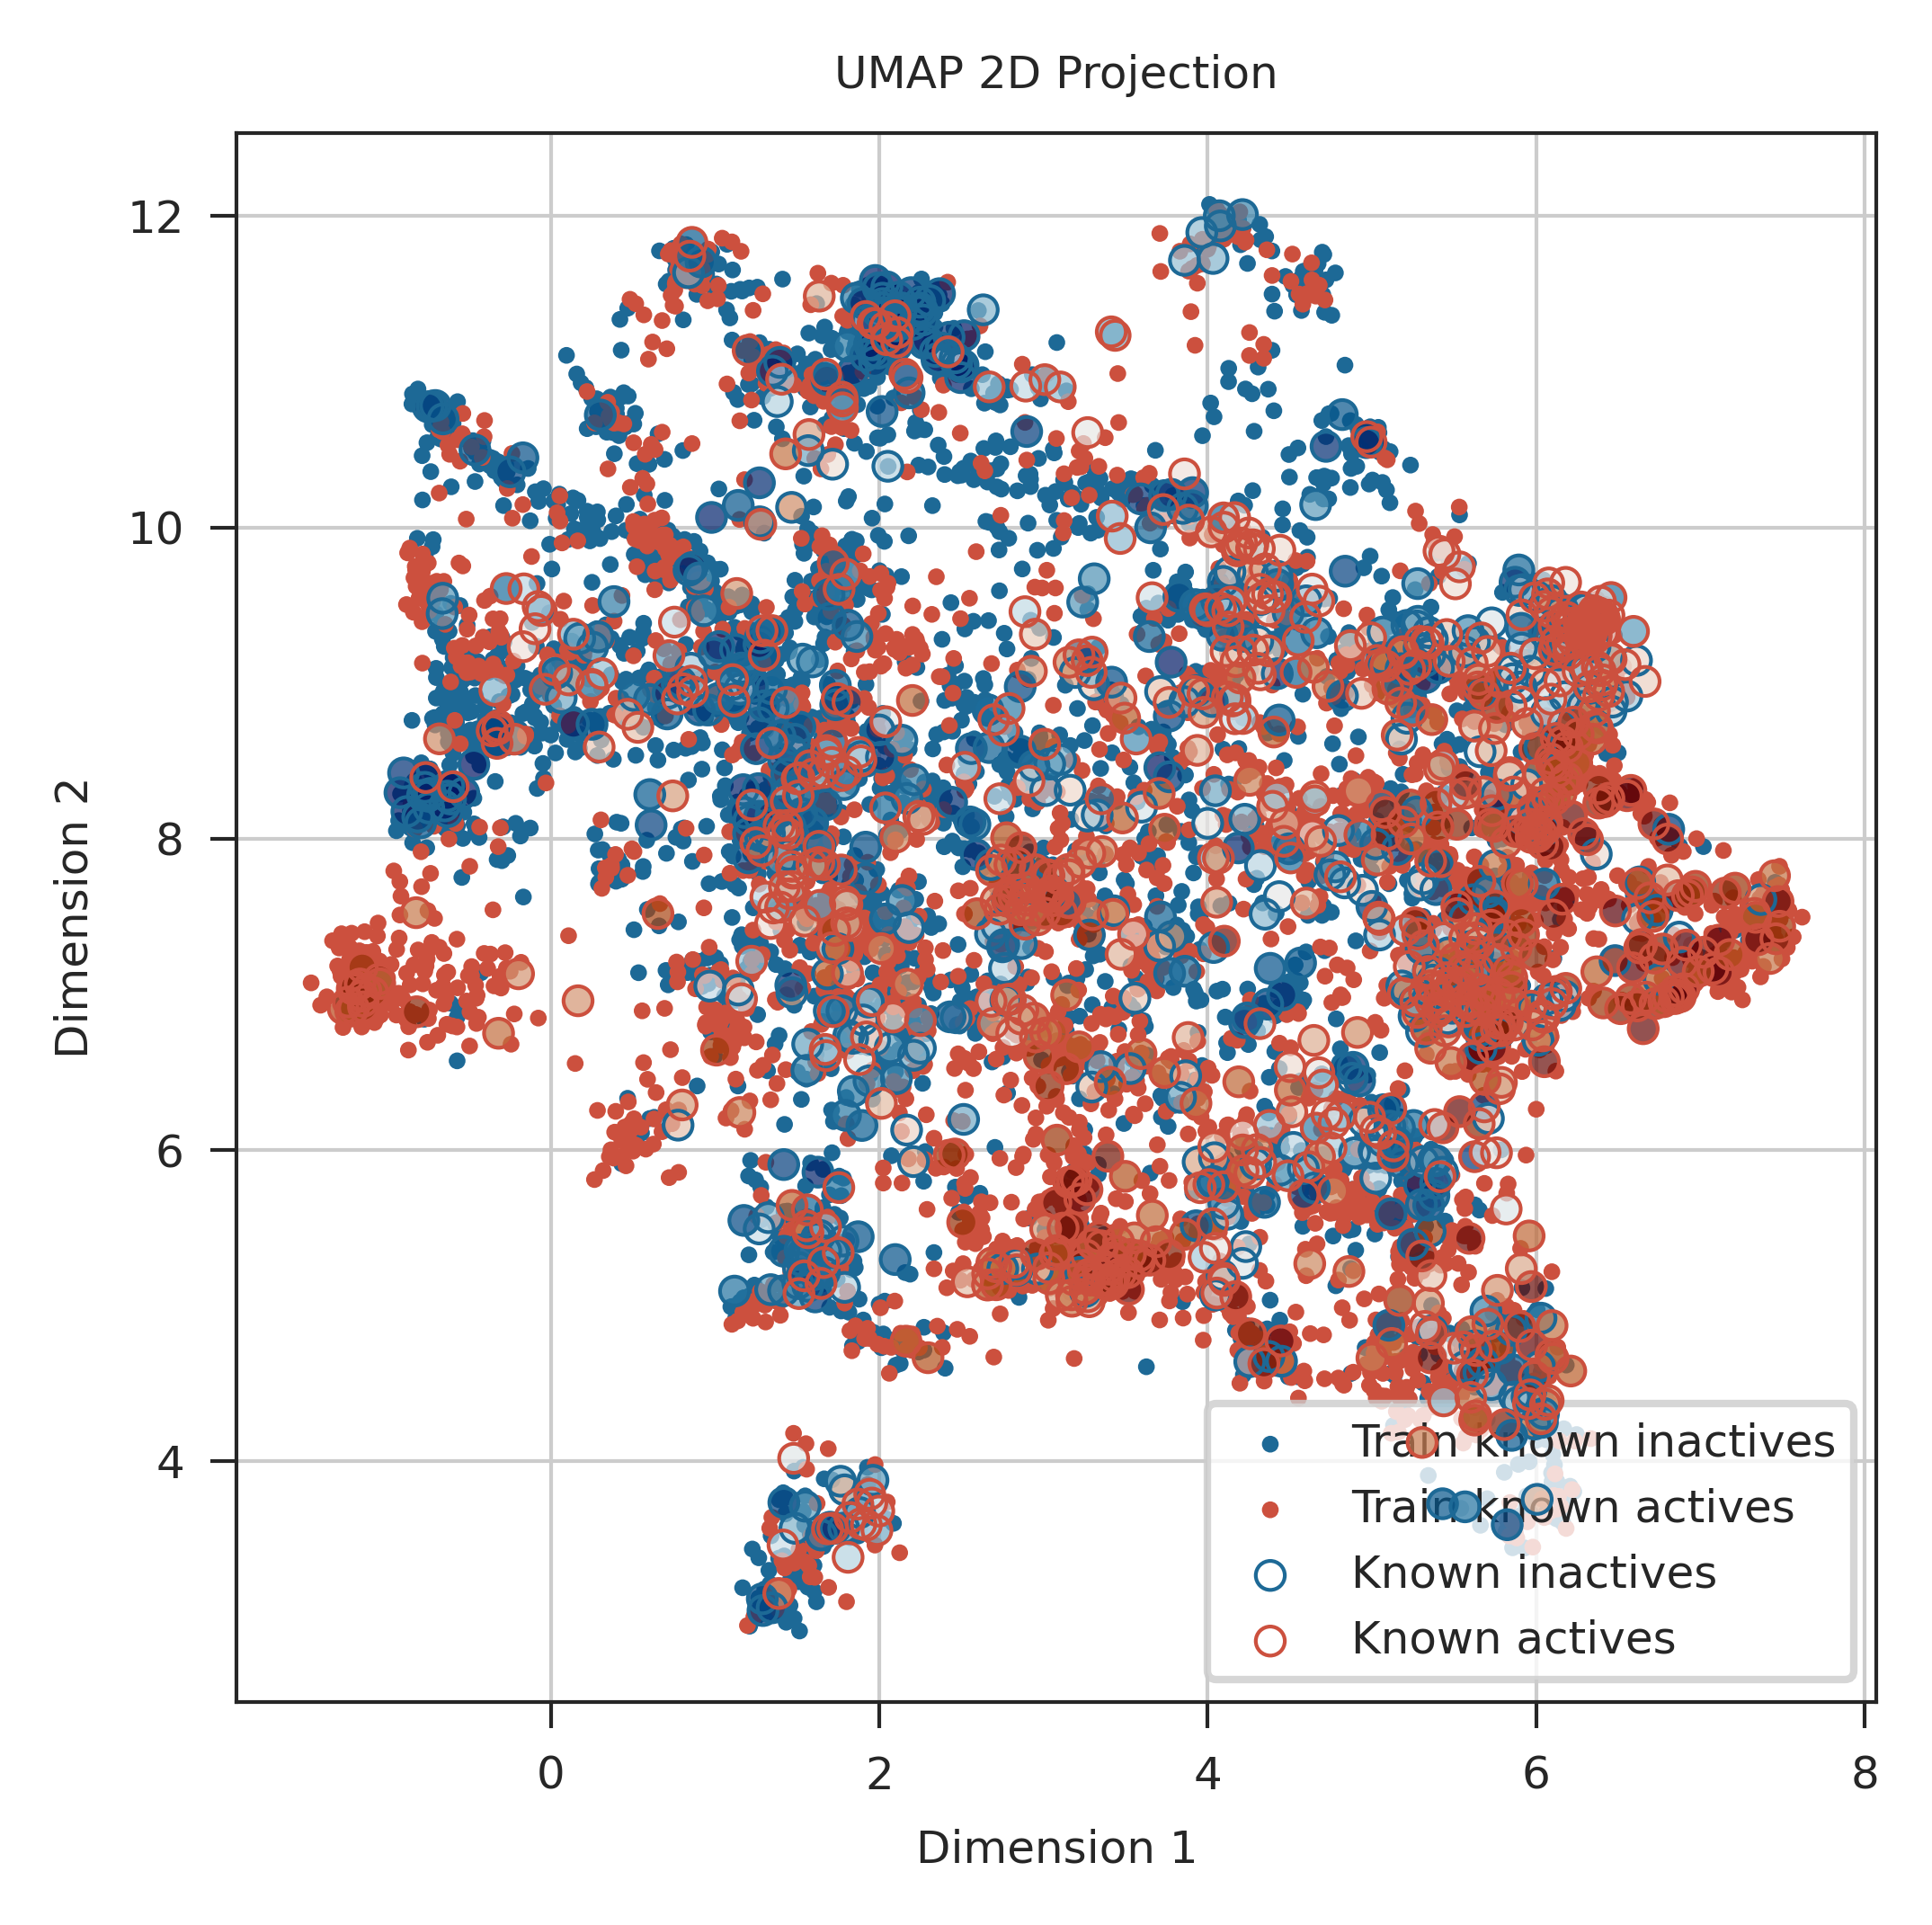 UMAP 2D Projection
12
10
8
6
4
Dimension 2
Train known inactives
Train known actives
Known inactives
Known actives
0 2 4 6 8
Dimension 1